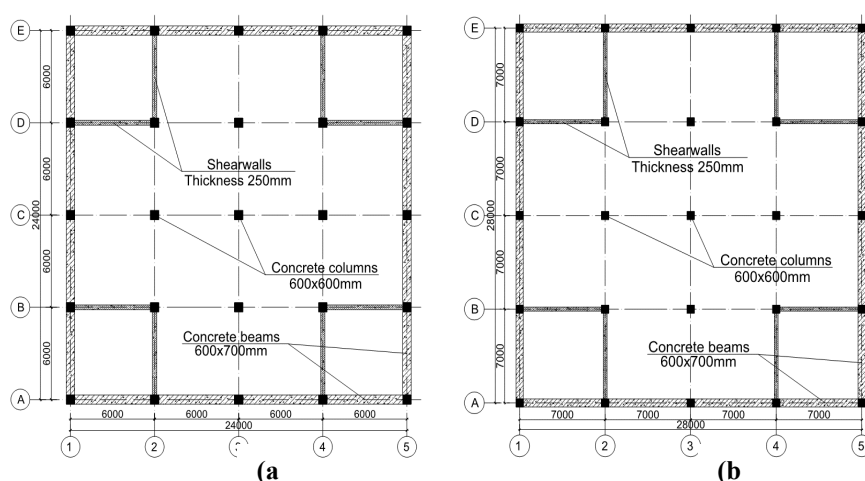 E
D
C
B
A
6000
6000
6000
6000
24000
Shearwalls
Thickness 250mm
Concrete columns
600x600mm
Concrete beams
600x700mm
6000
6000
6000
6000
24000
1
2
4
5
(a
E
D
C
B
A
7000
7000
7000
7000
28000
Shearwalls
Thickness 250mm
Concrete columns
600x600mm
Concrete beams
600x700mm
7000
7000
7000
7000
28000
1
2
3
4
5
(b